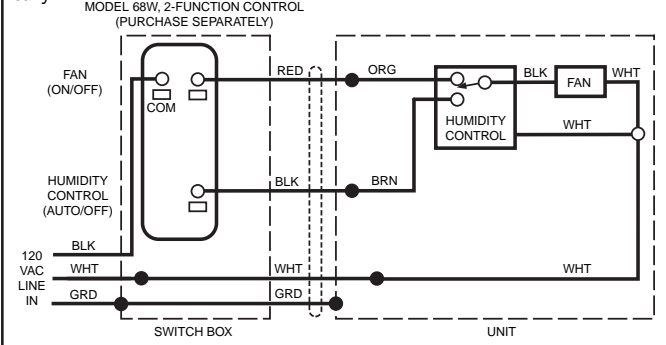 MODEL 68W, 2-FUNCTION CONTROL
(PURCHASE SEPARATELY)
FAN
(ON/OFF)
COM
RED
ORG
BLK
FAN
WHT
HUMIDITY
CONTROL
WHT
HUMIDITY
CONTROL
(AUTO/OFF)
BLK
BRN
120
VAC
LINE
IN
BLK
WHT
WHT
WHT
GRD
GRD
SWITCH BOX
UNIT